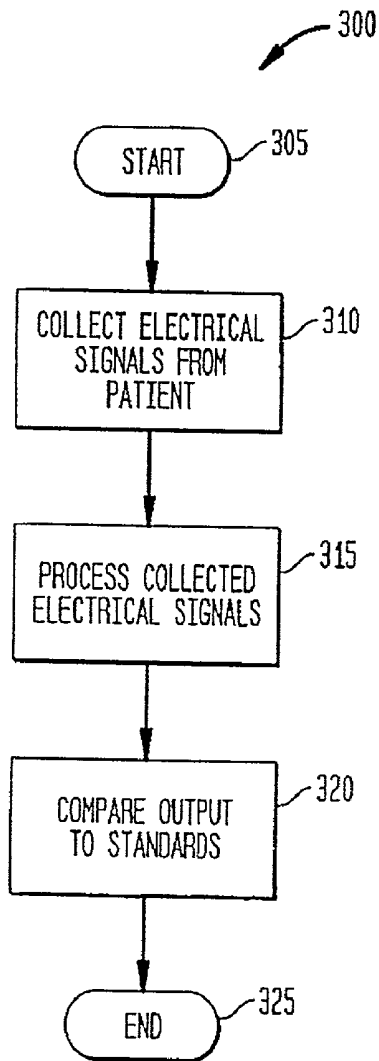 300
START
305
COLLECT ELECTRICAL
SIGNALS FROM
PATIENT
310
PROCESS COLLECTED
ELECTRICAL SIGNALS
315
COMPARE OUTPUT
TO STANDARDS
320
END
325